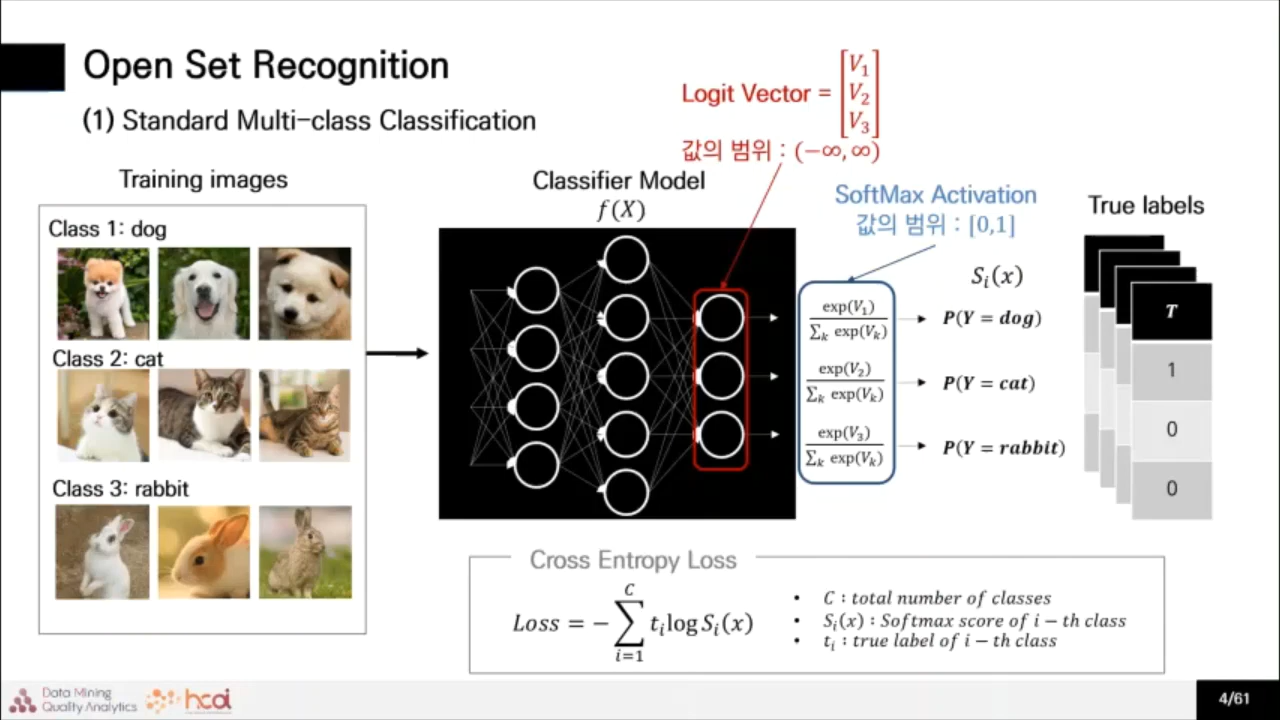 Open Set Recognition
(1) Standard Multi-class Classification
Logit Vector = [V₁ V₂ V₃]
값의 범위 : (−∞, ∞)
Training images
Class 1: dog
Class 2: cat
Class 3: rabbit
Classifier Model
f(X)
SoftMax Activation
값의 범위 : [0,1]
Sᵢ(x)
exp(V₁) / ∑ₖ exp(Vₖ)
P(Y = dog)
exp(V₂) / ∑ₖ exp(Vₖ)
P(Y = cat)
exp(V₃) / ∑ₖ exp(Vₖ)
P(Y = rabbit)
True labels
T
1
0
0
Cross Entropy Loss
Loss = − ∑ᵢ₌₁ᶜ tᵢ log Sᵢ(x)
• C : total number of classes
• Sᵢ(x) : Softmax score of i − th class
• tᵢ : true label of i − th class
Data Mining
Quality Analytics
hcai
4/61